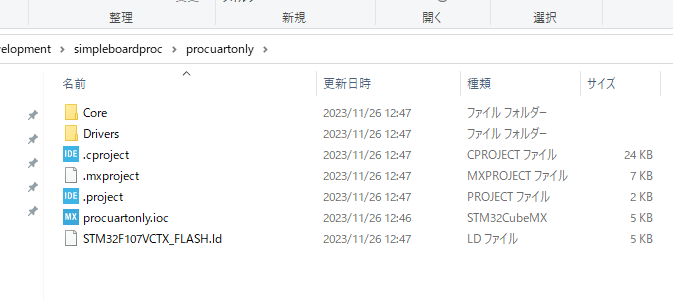 整理
新規
開く
選択
velopment > simpleboardproc > procuartonly >
名前 更新日時 種類 サイズ
Core 2023/11/26 12:47 ファイル フォルダー
Drivers 2023/11/26 12:47 ファイル フォルダー
IDE .cproject 2023/11/26 12:47 CPROJECT ファイル 24 KB
.mxproject 2023/11/26 12:47 MXPROJECT ファイル 7 KB
IDE .project 2023/11/26 12:47 PROJECT ファイル 2 KB
MX procuartonly.ioc 2023/11/26 12:46 STM32CubeMX 5 KB
STM32F107VCTX_FLASH.ld 2023/11/26 12:47 LD ファイル 5 KB